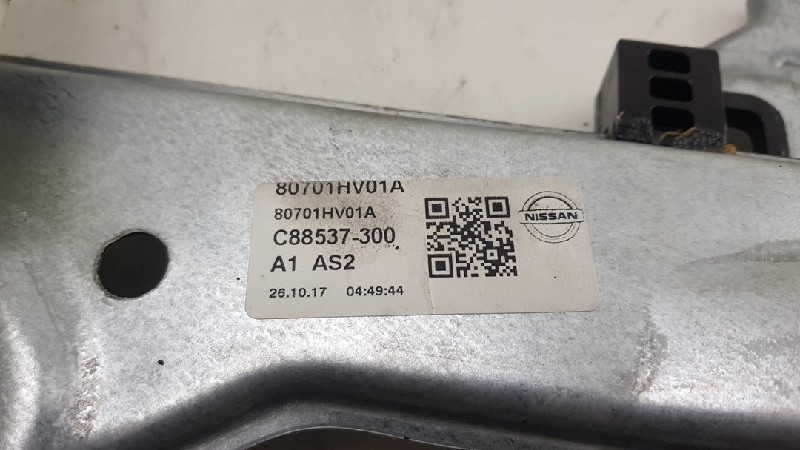 80701HV01A
80701HV01A
C88537-300
A1 AS2
26.10.17 04:49:44
NISSAN